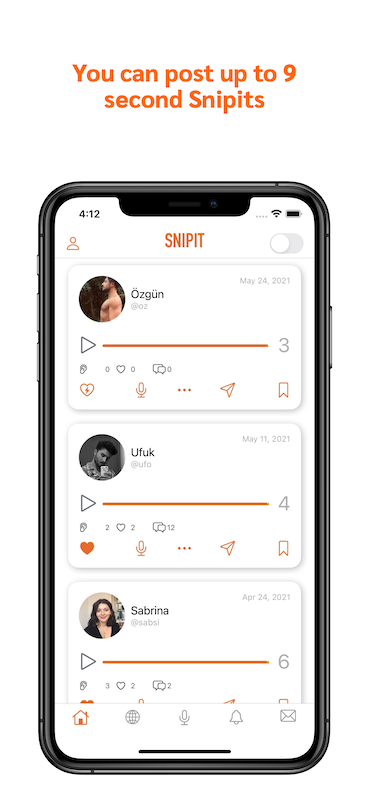 You can post up to 9
second Snipits
4:12
SNIPIT
May 24, 2021
Özgün
@oz
3
0 0 0
May 11, 2021
Ufuk
@ufo
4
2 2 12
Apr 24, 2021
Sabrina
@sabsi
6
3 2 2